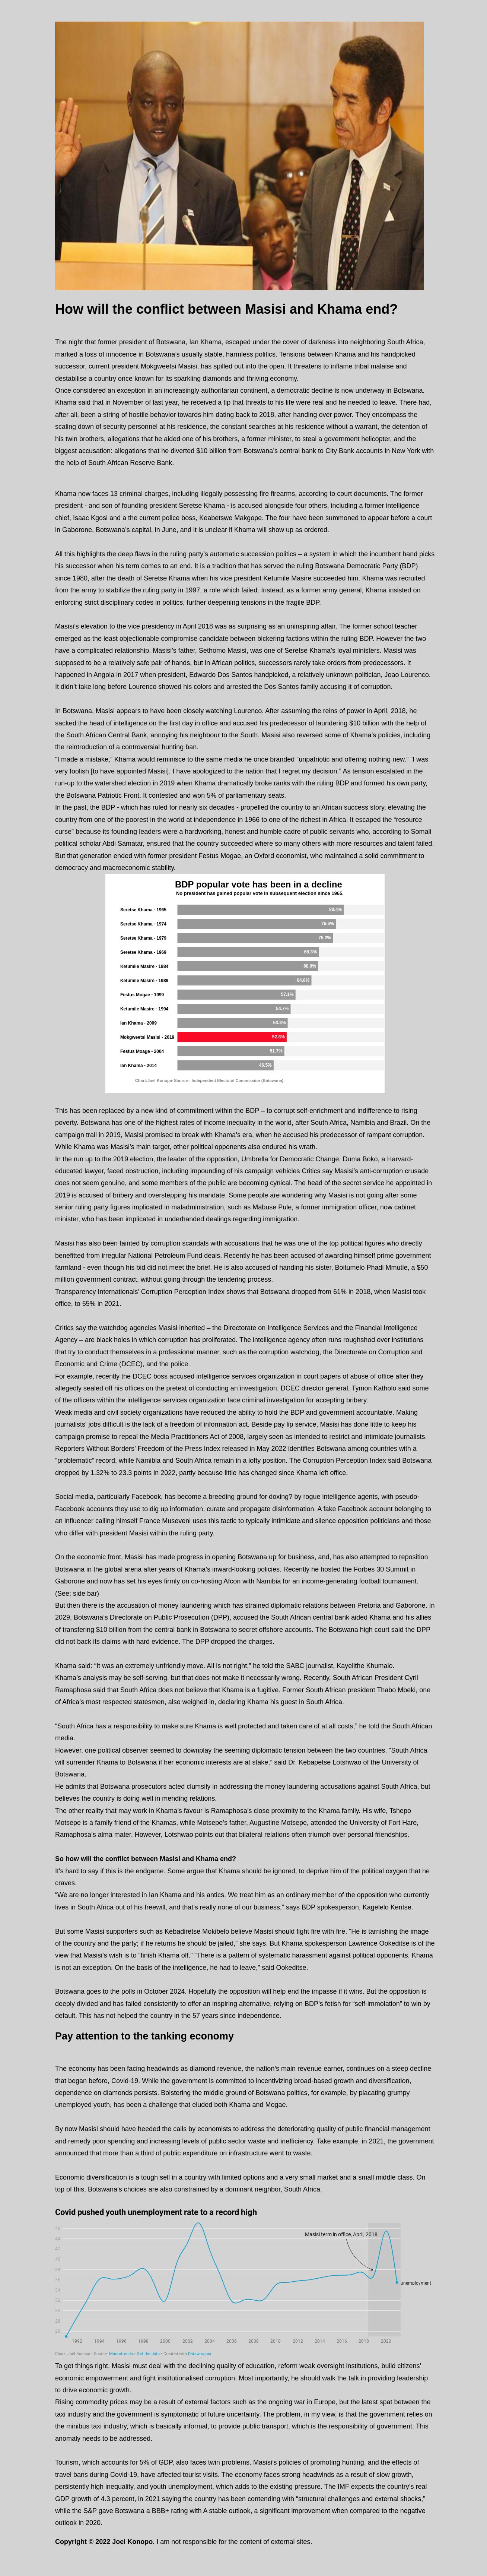 How will the conflict between Masisi and Khama end?
The night that former president of Botswana, Ian Khama, escaped under the cover of darkness into neighboring South Africa,
marked a loss of innocence in Botswana's usually stable, harmless politics. Tensions between Khama and his handpicked
successor, current president Mokgweetsi Masisi, has spilled out into the open. It threatens to inflame tribal malaise and
destabilise a country once known for its sparkling diamonds and thriving economy.
Once considered an exception in an increasingly authoritarian continent, a democratic decline is now underway in Botswana.
Khama said that in November of last year, he received a tip that threats to his life were real and he needed to leave. There had,
after all, been a string of hostile behavior towards him dating back to 2018, after handing over power. They encompass the
scaling down of security personnel at his residence, the constant searches at his residence without a warrant, the detention of
his twin brothers, allegations that he aided one of his brothers, a former minister, to steal a government helicopter, and the
biggest accusation: allegations that he diverted $10 billion from Botswana's central bank to City Bank accounts in New York with
the help of South African Reserve Bank.
Khama now faces 13 criminal charges, including illegally possessing fire firearms, according to court documents. The former
president - and son of founding president Seretse Khama - is accused alongside four others, including a former intelligence
chief, Isaac Kgosi and a the current police boss, Keabetswe Makgope. The four have been summoned to appear before a court
in Gaborone, Botswana's capital, in June, and it is unclear if Khama will show up as ordered.
All this highlights the deep flaws in the ruling party's automatic succession politics – a system in which the incumbent hand picks
his successor when his term comes to an end. It is a tradition that has served the ruling Botswana Democratic Party (BDP)
since 1980, after the death of Seretse Khama when his vice president Ketumile Masire succeeded him. Khama was recruited
from the army to stabilize the ruling party in 1997, a role which failed. Instead, as a former army general, Khama insisted on
enforcing strict disciplinary codes in politics, further deepening tensions in the fragile BDP.
Masisi's elevation to the vice presidency in April 2018 was as surprising as an uninspiring affair. The former school teacher
emerged as the least objectionable compromise candidate between bickering factions within the ruling BDP. However the two
have a complicated relationship. Masisi's father, Sethomo Masisi, was one of Seretse Khama's loyal ministers. Masisi was
supposed to be a relatively safe pair of hands, but in African politics, successors rarely take orders from predecessors. It
happened in Angola in 2017 when president, Edwardo Dos Santos handpicked, a relatively unknown politician, Joao Lourenco.
It didn't take long before Lourenco showed his colors and arrested the Dos Santos family accusing it of corruption.
In Botswana, Masisi appears to have been closely watching Lourenco. After assuming the reins of power in April, 2018, he
sacked the head of intelligence on the first day in office and accused his predecessor of laundering $10 billion with the help of
the South African Central Bank, annoying his neighbour to the South. Masisi also reversed some of Khama's policies, including
the reintroduction of a controversial hunting ban.
"I made a mistake," Khama would reminisce to the same media he once branded "unpatriotic and offering nothing new." "I was
very foolish [to have appointed Masisi]. I have apologized to the nation that I regret my decision." As tension escalated in the
run-up to the watershed election in 2019 when Khama dramatically broke ranks with the ruling BDP and formed his own party,
the Botswana Patriotic Front. It contested and won 5% of parliamentary seats.
In the past, the BDP - which has ruled for nearly six decades - propelled the country to an African success story, elevating the
country from one of the poorest in the world at independence in 1966 to one of the richest in Africa. It escaped the "resource
curse" because its founding leaders were a hardworking, honest and humble cadre of public servants who, according to Somali
political scholar Abdi Samatar, ensured that the country succeeded where so many others with more resources and talent failed.
But that generation ended with former president Festus Mogae, an Oxford economist, who maintained a solid commitment to
democracy and macroeconomic stability.
BDP popular vote has been in a decline
No president has gained popular vote in subsequent election since 1965.
Seretse Khama - 1965 80.4%
Seretse Khama - 1974 76.6%
Seretse Khama - 1979 75.2%
Seretse Khama - 1969 68.3%
Ketumile Masire - 1984 68.0%
Ketumile Masire - 1989 64.8%
Festus Mogae - 1999 57.1%
Ketumile Masire - 1994 54.7%
Ian Khama - 2009 53.3%
Mokgweetsi Masisi - 2019 52.8%
Festus Moage - 2004 51.7%
Ian Khama - 2014 46.5%
Chart:Joel Konopo Source : Independent Electoral Commission (Botswana)
This has been replaced by a new kind of commitment within the BDP – to corrupt self-enrichment and indifference to rising
poverty. Botswana has one of the highest rates of income inequality in the world, after South Africa, Namibia and Brazil. On the
campaign trail in 2019, Masisi promised to break with Khama's era, when he accused his predecessor of rampant corruption.
While Khama was Masisi's main target, other political opposition also endured his wrath.
In the run up to the 2019 election, the leader of the opposition, Umbrella for Democratic Change, Duma Boko, a Harvard-
educated lawyer, faced obstruction, including impounding of his campaign vehicles Critics say Masisi's anti-corruption crusade
does not seem genuine, and some members of the public are becoming cynical. The head of the secret service he appointed in
2019 is accused of bribery and overstepping his mandate. Some people are wondering why Masisi is not going after some
senior ruling party figures implicated in maladministration, such as Mabuse Pule, a former immigration officer, now cabinet
minister, who has been implicated in underhanded dealings regarding immigration.
Masisi has also been tainted by corruption scandals with accusations that he was one of the top political figures who directly
benefitted from irregular National Petroleum Fund deals. Recently he has been accused of awarding himself prime government
farmland - even though his bid did not meet the brief. He is also accused of handing his sister, Boitumelo Phadi Mmutle, a $50
million government contract, without going through the tendering process.
Transparency Internationals' Corruption Perception Index shows that Botswana dropped from 61% in 2018, when Masisi took
office, to 55% in 2021.
Critics say the watchdog agencies Masisi inherited – the Directorate on Intelligence Services and the Financial Intelligence
Agency – are black holes in which corruption has proliferated. The intelligence agency often runs roughshod over institutions
that try to conduct themselves in a professional manner, such as the corruption watchdog, the Directorate on Corruption and
Economic and Crime (DCEC), and the police.
For example, recently the DCEC boss accused intelligence services organization in court papers of abuse of office after they
allegedly sealed off his offices on the pretext of conducting an investigation. DCEC director general, Tymon Katholo said some
of the officers within the intelligence services organization face criminal investigation for accepting bribery.
Weak media and civil society organizations have reduced the ability to hold the BDP and government accountable. Making
journalists' jobs difficult is the lack of a freedom of information act. Beside pay lip service, Masisi has done little to keep his
campaign promise to repeal the Media Practitioners Act of 2008, largely seen as intended to restrict and intimidate journalists.
Reporters Without Borders' Freedom of the Press Index released in May 2022 identifies Botswana among countries with a
"problematic" record, while Namibia and South Africa remain in a lofty position. The Corruption Perception Index said Botswana
dropped by 1.32% to 23.3 points in 2022, partly because little has changed since Khama left office.
Social media, particularly Facebook, has become a breeding ground for doxing? by rogue intelligence agents, with pseudo-
Facebook accounts they use to dig up information, curate and propagate disinformation. A fake Facebook account belonging to
an influencer calling himself France Museveni uses this tactic to typically intimidate and silence opposition politicians and those
who differ with president Masisi within the ruling party.
On the economic front, Masisi has made progress in opening Botswana up for business, and, has also attempted to reposition
Botswana in the global arena after years of Khama's inward-looking policies. Recently he hosted the Forbes 30 Summit in
Gaborone and now has set his eyes firmly on co-hosting Afcon with Namibia for an income-generating football tournament.
(See: side bar)
But then there is the accusation of money laundering which has strained diplomatic relations between Pretoria and Gaborone. In
2029, Botswana's Directorate on Public Prosecution (DPP), accused the South African central bank aided Khama and his allies
of transfering $10 billion from the central bank in Botswana to secret offshore accounts. The Botswana high court said the DPP
did not back its claims with hard evidence. The DPP dropped the charges.
Khama said: "It was an extremely unfriendly move. All is not right," he told the SABC journalist, Kayelithe Khumalo.
Khama's analysis may be self-serving, but that does not make it necessarily wrong. Recently, South African President Cyril
Ramaphosa said that South Africa does not believe that Khama is a fugitive. Former South African president Thabo Mbeki, one
of Africa's most respected statesmen, also weighed in, declaring Khama his guest in South Africa.
"South Africa has a responsibility to make sure Khama is well protected and taken care of at all costs," he told the South African
media.
However, one political observer seemed to downplay the seeming diplomatic tension between the two countries. "South Africa
will surrender Khama to Botswana if her economic interests are at stake," said Dr. Kebapetse Lotshwao of the University of
Botswana.
He admits that Botswana prosecutors acted clumsily in addressing the money laundering accusations against South Africa, but
believes the country is doing well in mending relations.
The other reality that may work in Khama's favour is Ramaphosa's close proximity to the Khama family. His wife, Tshepo
Motsepe is a family friend of the Khamas, while Motsepe's father, Augustine Motsepe, attended the University of Fort Hare,
Ramaphosa's alma mater. However, Lotshwao points out that bilateral relations often triumph over personal friendships.
So how will the conflict between Masisi and Khama end?
It's hard to say if this is the endgame. Some argue that Khama should be ignored, to deprive him of the political oxygen that he
craves.
"We are no longer interested in Ian Khama and his antics. We treat him as an ordinary member of the opposition who currently
lives in South Africa out of his freewill, and that's really none of our business," says BDP spokesperson, Kagelelo Kentse.
But some Masisi supporters such as Kebadiretse Mokibelo believe Masisi should fight fire with fire. "He is tarnishing the image
of the country and the party; if he returns he should be jailed," she says. But Khama spokesperson Lawrence Ookeditse is of the
view that Masisi's wish is to "finish Khama off." "There is a pattern of systematic harassment against political opponents. Khama
is not an exception. On the basis of the intelligence, he had to leave," said Ookeditse.
Botswana goes to the polls in October 2024. Hopefully the opposition will help end the impasse if it wins. But the opposition is
deeply divided and has failed consistently to offer an inspiring alternative, relying on BDP's fetish for "self-immolation" to win by
default. This has not helped the country in the 57 years since independence.
Pay attention to the tanking economy
The economy has been facing headwinds as diamond revenue, the nation's main revenue earner, continues on a steep decline
that began before, Covid-19. While the government is committed to incentivizing broad-based growth and diversification,
dependence on diamonds persists. Bolstering the middle ground of Botswana politics, for example, by placating grumpy
unemployed youth, has been a challenge that eluded both Khama and Mogae.
By now Masisi should have heeded the calls by economists to address the deteriorating quality of public financial management
and remedy poor spending and increasing levels of public sector waste and inefficiency. Take example, in 2021, the government
announced that more than a third of public expenditure on infrastructure went to waste.
Economic diversification is a tough sell in a country with limited options and a very small market and a small middle class. On
top of this, Botswana's choices are also constrained by a dominant neighbor, South Africa.
Covid pushed youth unemployment rate to a record high
Masisi term in office, April, 2018
46
44
42
40
38
36
34
32
30
28
26
unemployment
1992 1994 1996 1998 2000 2002 2004 2006 2008 2010 2012 2014 2016 2018 2020
Chart: Joel Konopo • Source: Macrotrends • Get the data • Created with Datawrapper
To get things right, Masisi must deal with the declining quality of education, reform weak oversight institutions, build citizens'
economic empowerment and fight institutionalised corruption. Most importantly, he should walk the talk in providing leadership
to drive economic growth.
Rising commodity prices may be a result of external factors such as the ongoing war in Europe, but the latest spat between the
taxi industry and the government is symptomatic of future uncertainty. The problem, in my view, is that the government relies on
the minibus taxi industry, which is basically informal, to provide public transport, which is the responsibility of government. This
anomaly needs to be addressed.
Tourism, which accounts for 5% of GDP, also faces twin problems. Masisi's policies of promoting hunting, and the effects of
travel bans during Covid-19, have affected tourist visits. The economy faces strong headwinds as a result of slow growth,
persistently high inequality, and youth unemployment, which adds to the existing pressure. The IMF expects the country's real
GDP growth of 4.3 percent, in 2021 saying the country has been contending with "structural challenges and external shocks,"
while the S&P gave Botswana a BBB+ rating with A stable outlook, a significant improvement when compared to the negative
outlook in 2020.
Copyright © 2022 Joel Konopo. I am not responsible for the content of external sites.